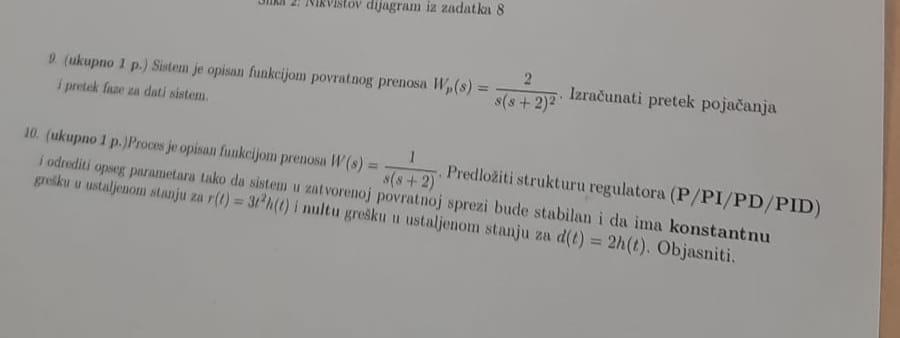 Slika 2: Nikvistov dijagram iz zadatka 8
9. (ukupno 1 p.) Sistem je opisan funkcijom povratnog prenosa W_p(s) = \frac{2}{s(s+2)^2}. Izračunati pretek pojačanja
i pretek faze za dati sistem.
10. (ukupno 1 p.)Proces je opisan funkcijom prenosa W(s) = \frac{1}{s(s+2)}. Predložiti strukturu regulatora (P/PI/PD/PID)
i odrediti opseg parametara tako da sistem u zatvorenoj povratnoj sprezi bude stabilan i da ima konstantnu
grešku u ustaljenom stanju za r(t) = 3t^2h(t) i nultu grešku u ustaljenom stanju za d(t) = 2h(t). Objasniti.